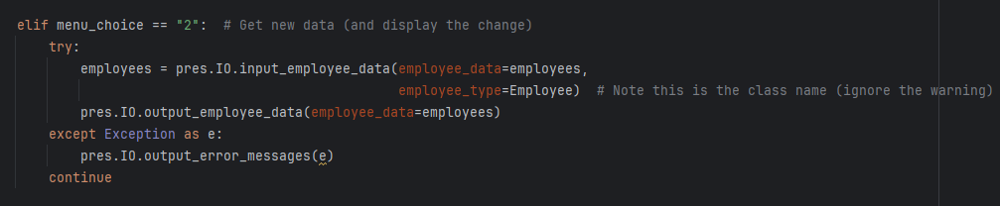 elif menu_choice == "2":  # Get new data (and display the change)
    try:
        employees = pres.IO.input_employee_data(employee_data=employees,
                                                employee_type=Employee)  # Note this is the class name (ignore the warning)
        pres.IO.output_employee_data(employee_data=employees)
    except Exception as e:
        pres.IO.output_error_messages(e)
    continue